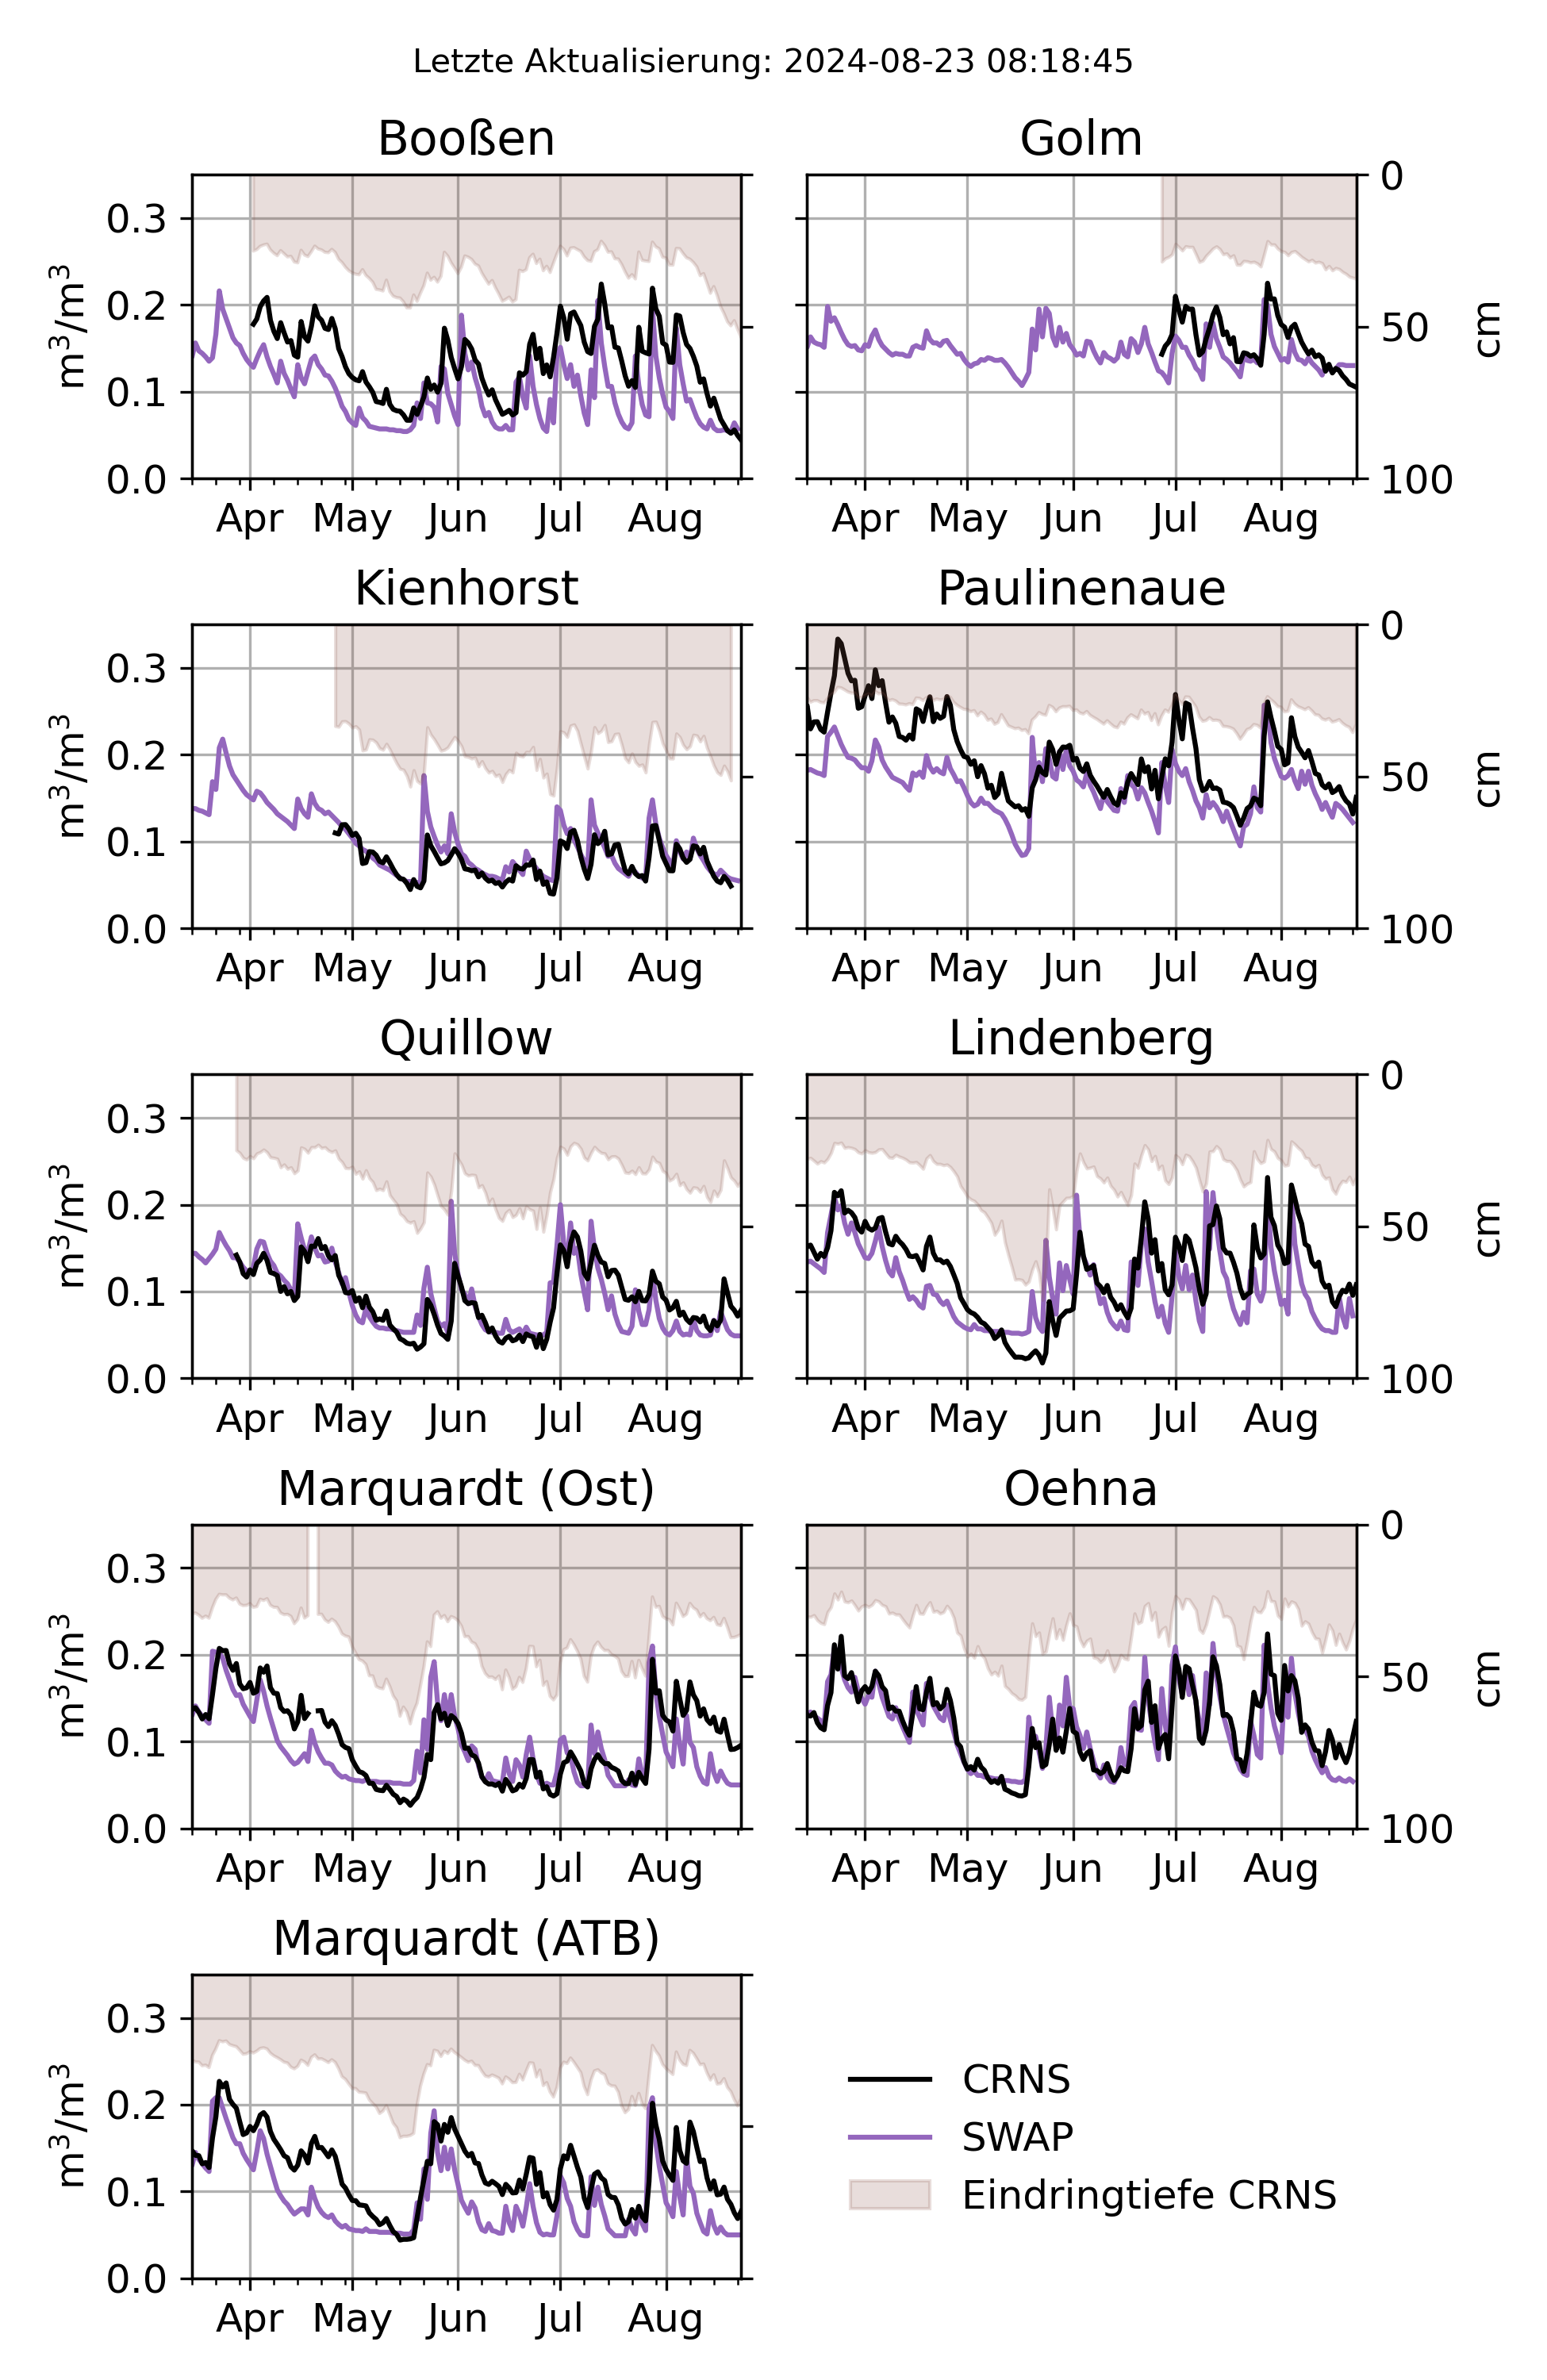 Letzte Aktualisierung: 2024-08-23 08:18:45
Booßen
Golm
0.3
0.2
0.1
0.0
m³/m³
0
50
100
cm
Apr May Jun Jul Aug
Apr May Jun Jul Aug
Kienhorst
Paulinenaue
0.3
0.2
0.1
0.0
m³/m³
0
50
100
cm
Apr May Jun Jul Aug
Apr May Jun Jul Aug
Quillow
Lindenberg
0.3
0.2
0.1
0.0
m³/m³
0
50
100
cm
Apr May Jun Jul Aug
Apr May Jun Jul Aug
Marquardt (Ost)
Oehna
0.3
0.2
0.1
0.0
m³/m³
0
50
100
cm
Apr May Jun Jul Aug
Apr May Jun Jul Aug
Marquardt (ATB)
0.3
0.2
0.1
0.0
m³/m³
Apr May Jun Jul Aug
CRNS
SWAP
Eindringtiefe CRNS